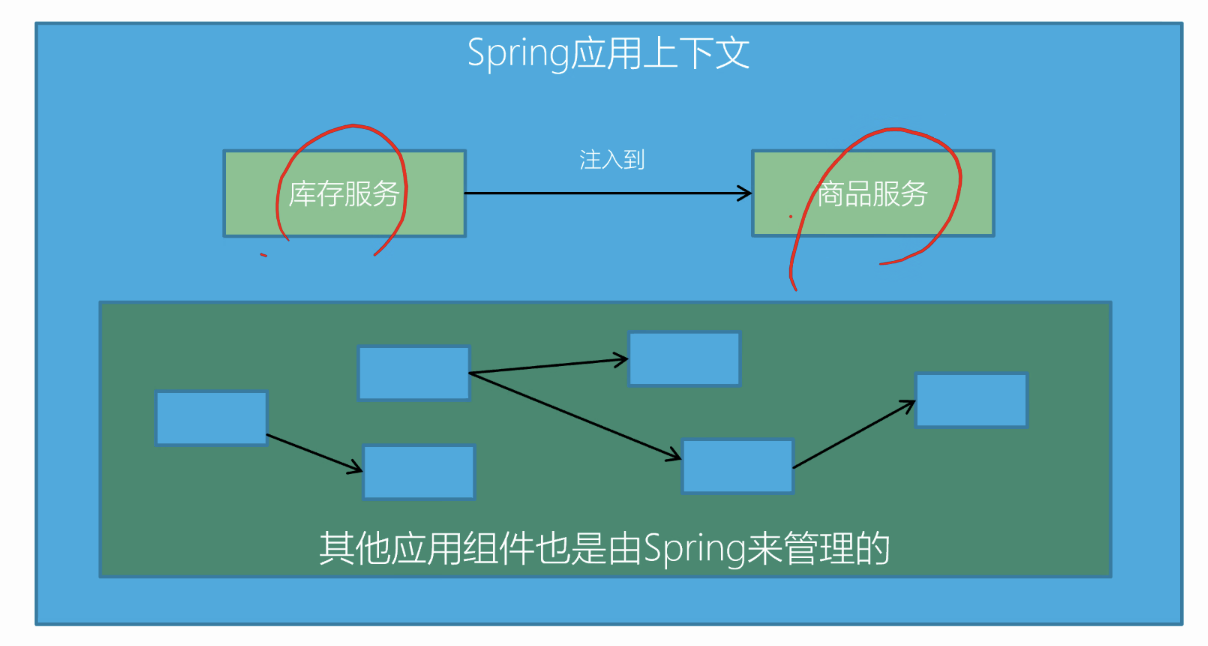 Spring应用上下文
注入到
库存服务
商品服务
其他应用组件也是由Spring来管理的